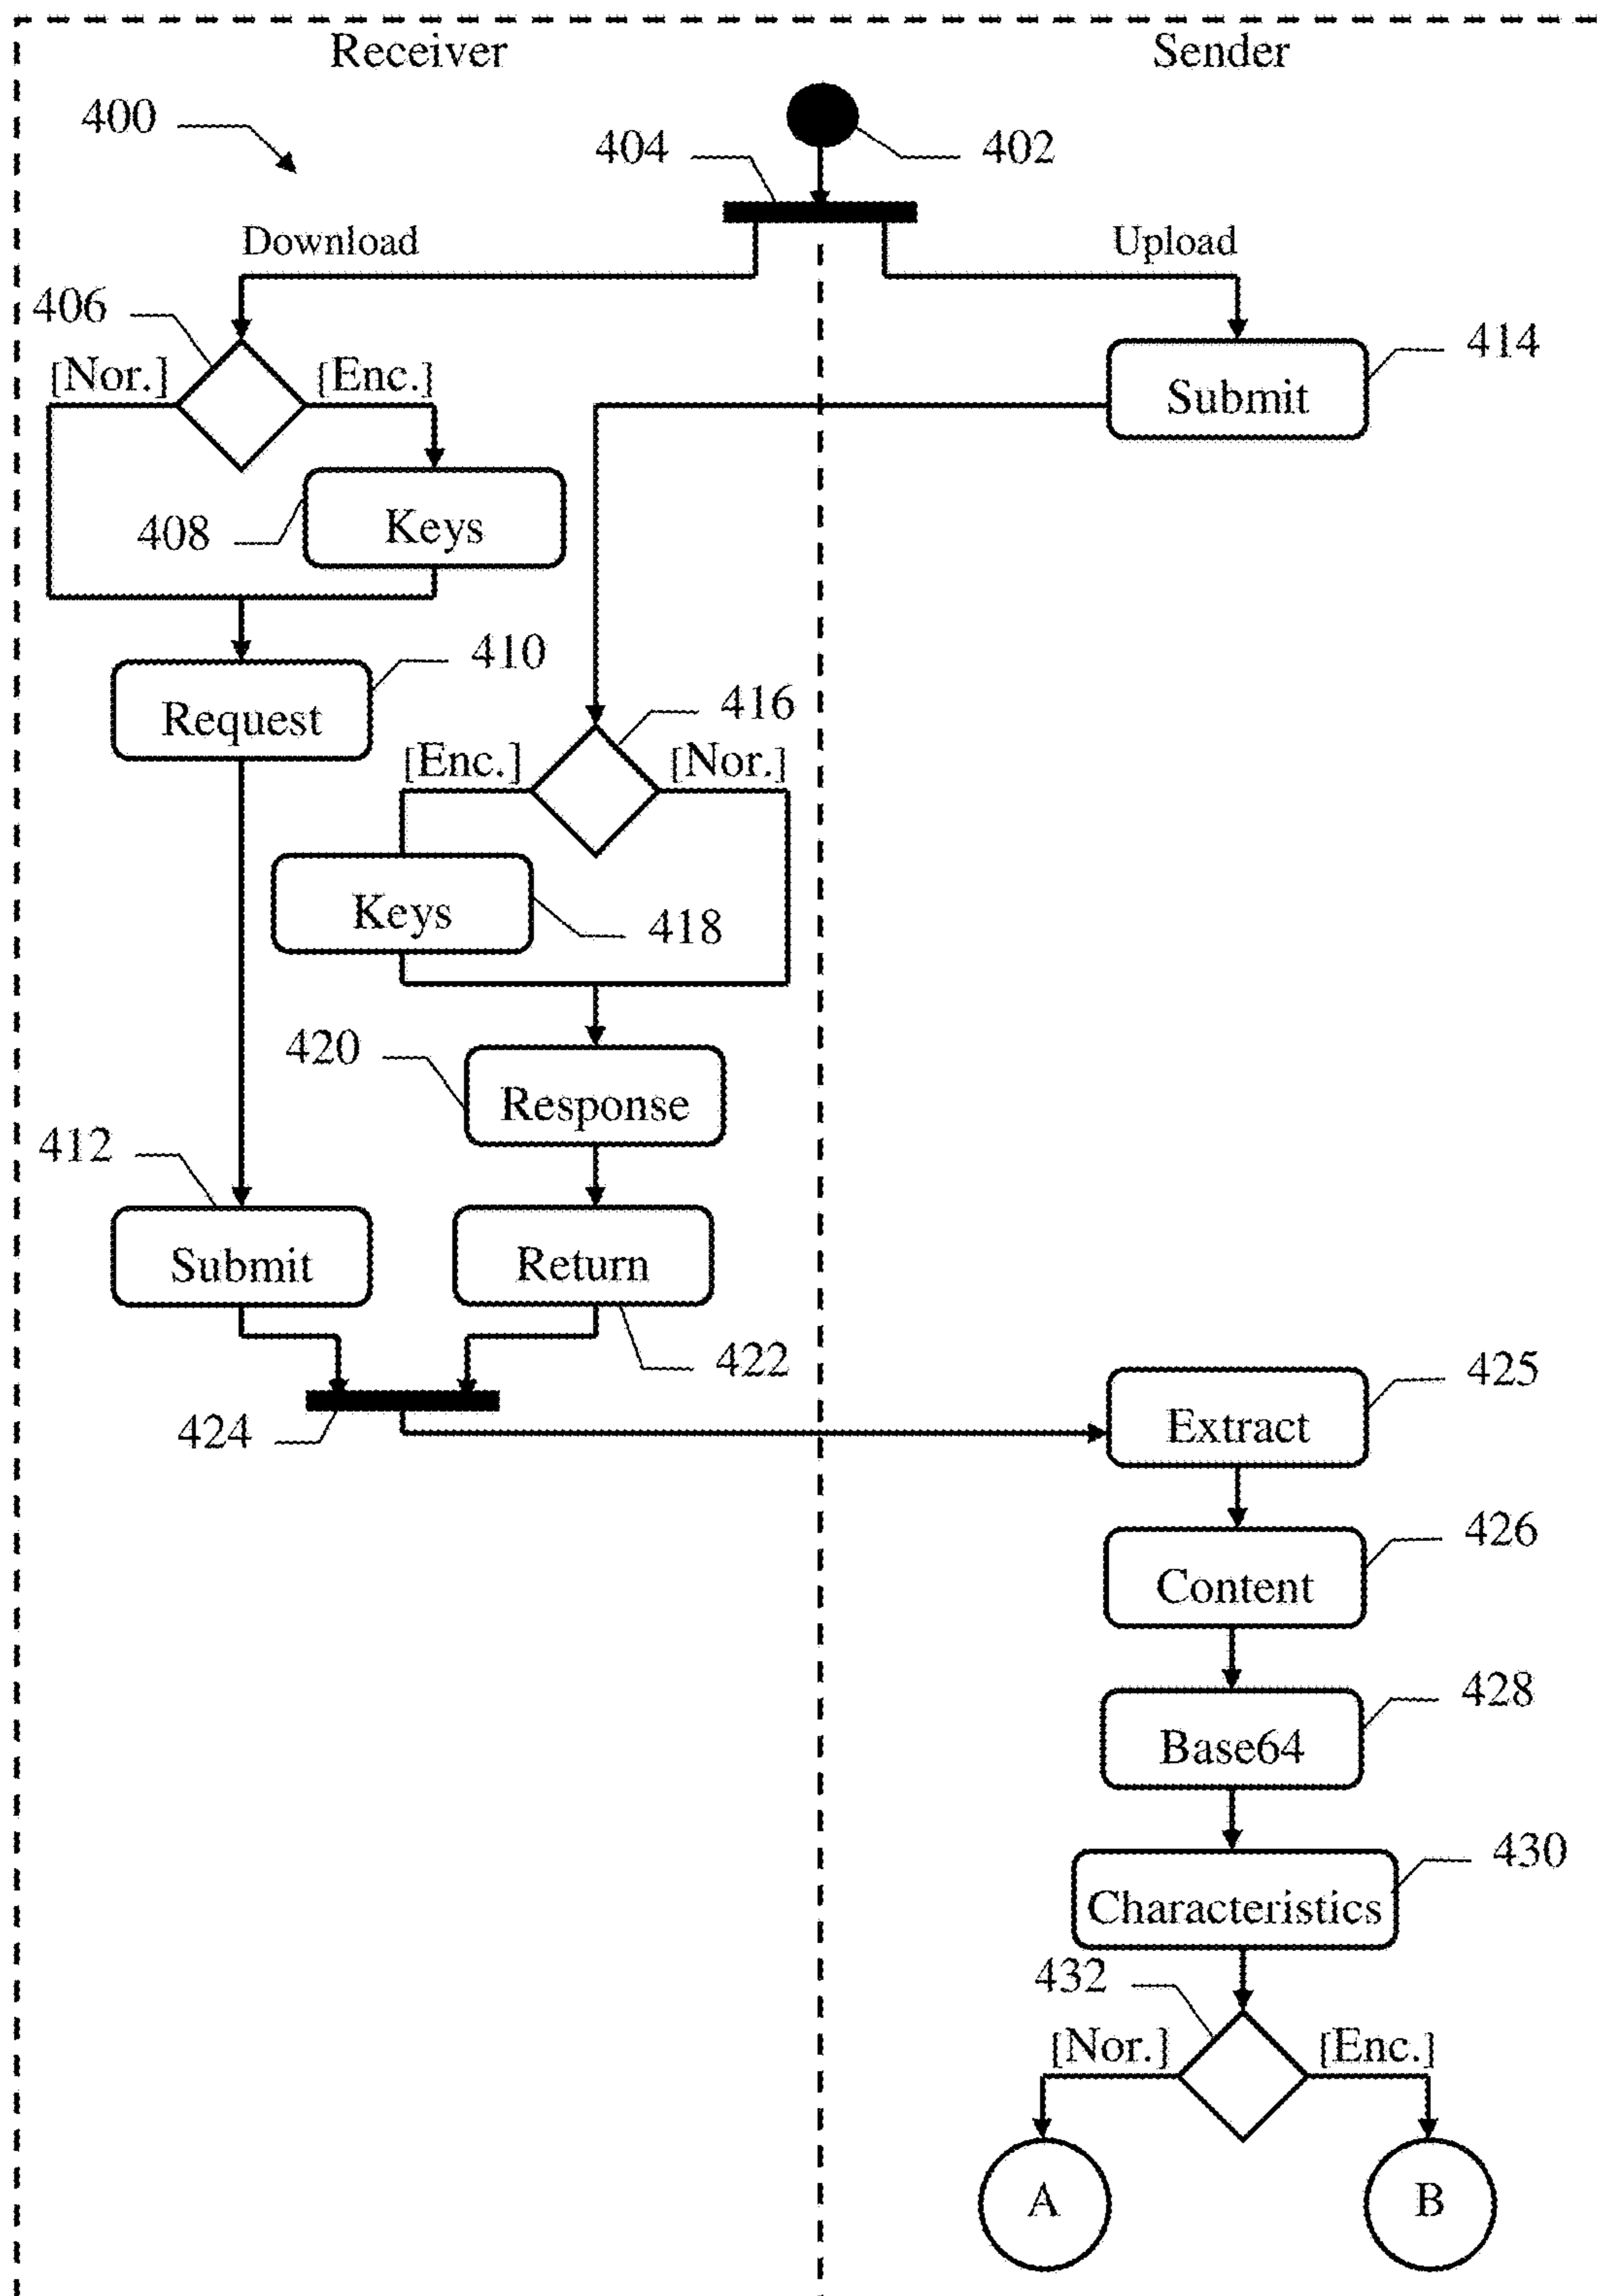 Receiver
Sender
400
404
402
Download
Upload
406
414
[Nor.]
[Enc.]
Submit
408
Keys
410
Request
416
[Enc.]
[Nor.]
Keys
418
420
Response
412
Submit
Return
422
425
424
Extract
426
Content
428
Base64
430
Characteristics
432
[Nor.]
[Enc.]
A
B